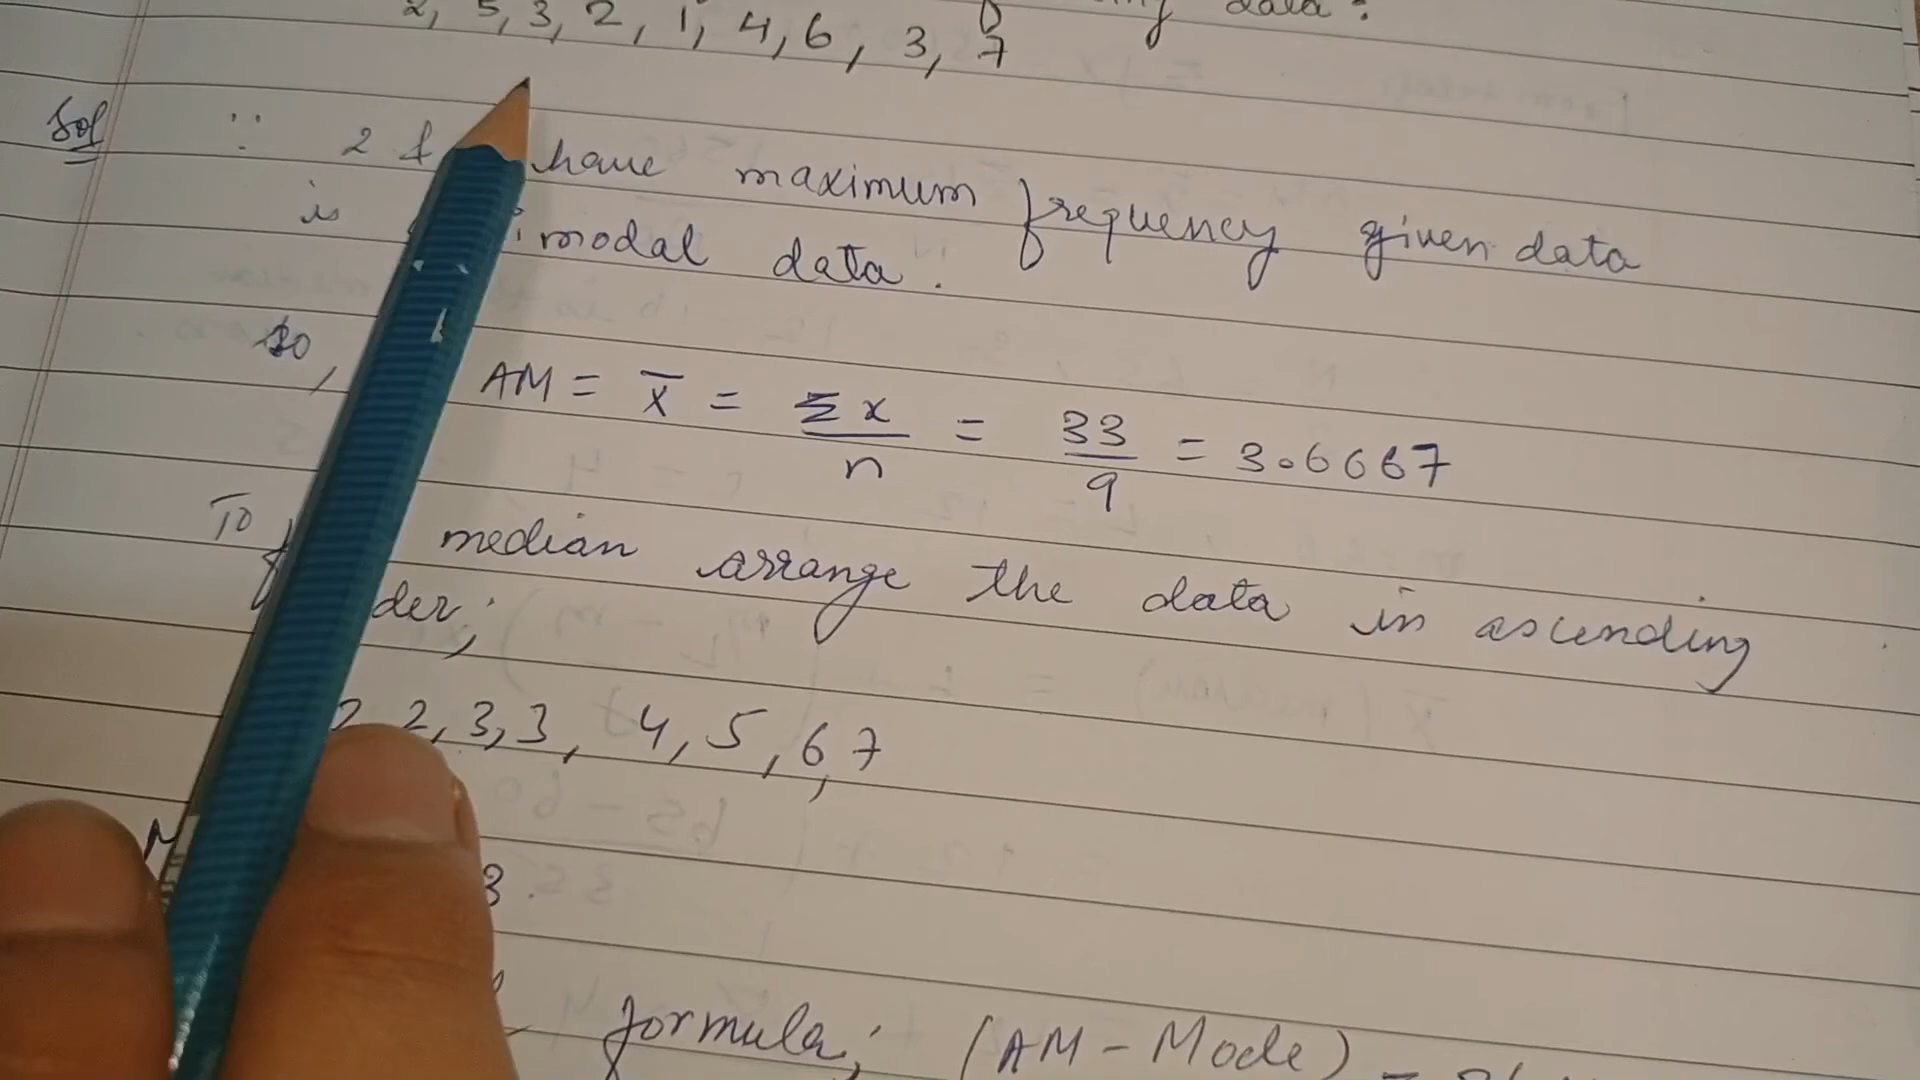 data:
2, 5, 3, 2, 1, 4, 6, 3, 7
Sol ∵ 2 & have maximum frequency given data
is modal data.
So, AM = x̄ = Σx/n = 33/9 = 3.6667
To median arrange the data in ascending
der;
2, 2, 3, 3, 4, 5, 6, 7
3.
formula; (AM - Mode) =